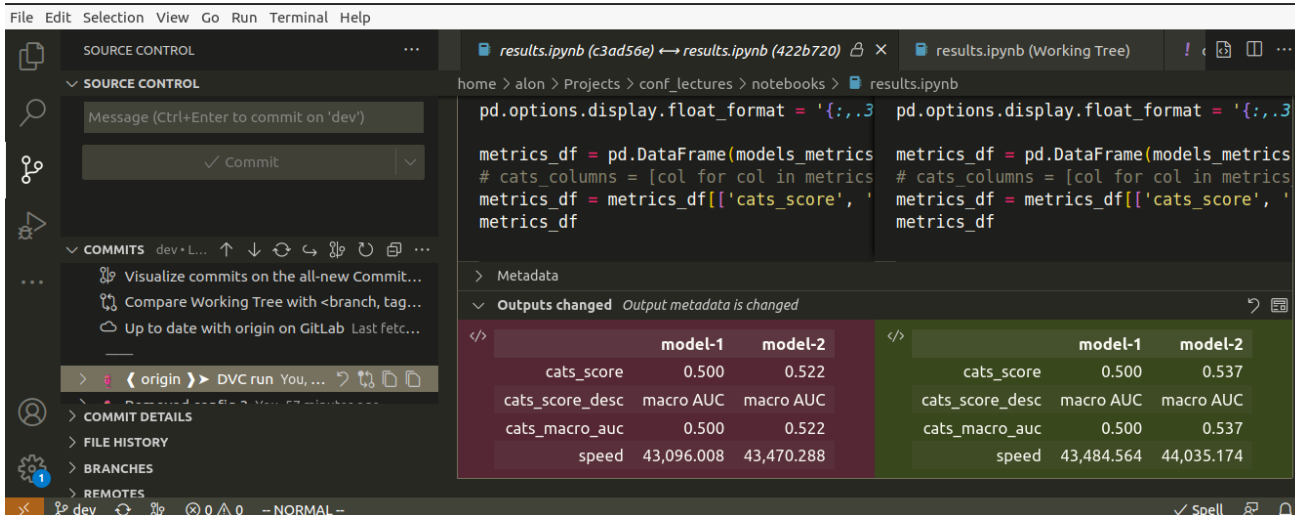 File Edit Selection View Go Run Terminal Help
SOURCE CONTROL
SOURCE CONTROL
Message (Ctrl+Enter to commit on 'dev')
Commit
COMMITS dev • L...
Visualize commits on the all-new Commit...
Compare Working Tree with <branch, tag...
Up to date with origin on GitLab Last fetc...
❰ origin ❱➤ DVC run You, ...
COMMIT DETAILS
FILE HISTORY
BRANCHES
REMOTES
1
results.ipynb (c3ad56e) ⟷ results.ipynb (422b720)
results.ipynb (Working Tree)
home > alon > Projects > conf_lectures > notebooks > results.ipynb
pd.options.display.float_format = '{:,.3
metrics_df = pd.DataFrame(models_metrics
# cats_columns = [col for col in metrics
metrics_df = metrics_df[['cats_score', '
metrics_df
pd.options.display.float_format = '{:,.3
metrics_df = pd.DataFrame(models_metrics
# cats_columns = [col for col in metrics
metrics_df = metrics_df[['cats_score', '
metrics_df
Metadata
Outputs changed Output metadata is changed
model-1 model-2
cats_score 0.500 0.522
cats_score_desc macro AUC macro AUC
cats_macro_auc 0.500 0.522
speed 43,096.008 43,470.288
model-1 model-2
cats_score 0.500 0.537
cats_score_desc macro AUC macro AUC
cats_macro_auc 0.500 0.537
speed 43,484.564 44,035.174
dev 0 0 -- NORMAL -- Spell